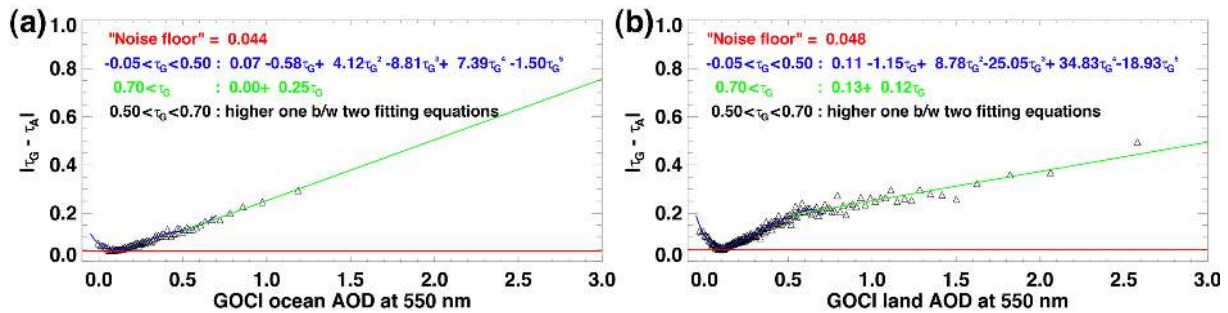 (a)
"Noise floor" = 0.044
-0.05<τG<0.50 : 0.07 -0.58τG+ 4.12τG² -8.81τG³+ 7.39τG⁴ -1.50τG⁵
0.70<τG : 0.00+ 0.25τG
0.50<τG<0.70 : higher one b/w two fitting equations
|τG - τA|
1.0
0.8
0.6
0.4
0.2
0.0
0.0 0.5 1.0 1.5 2.0 2.5 3.0
GOCI ocean AOD at 550 nm
(b)
"Noise floor" = 0.048
-0.05<τG<0.50 : 0.11 -1.15τG+ 8.78τG²-25.05τG³+ 34.83τG⁴-18.93τG⁵
0.70<τG : 0.13+ 0.12τG
0.50<τG<0.70 : higher one b/w two fitting equations
|τG - τA|
1.0
0.8
0.6
0.4
0.2
0.0
0.0 0.5 1.0 1.5 2.0 2.5 3.0
GOCI land AOD at 550 nm